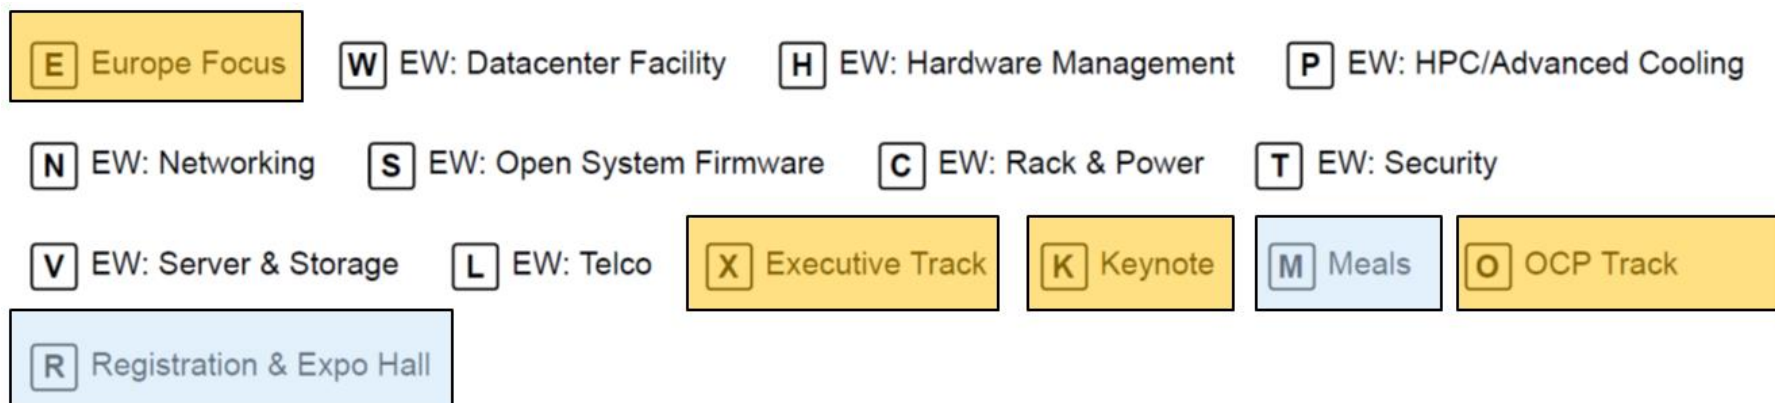 E Europe Focus W EW: Datacenter Facility H EW: Hardware Management P EW: HPC/Advanced Cooling
N EW: Networking S EW: Open System Firmware C EW: Rack & Power T EW: Security
V EW: Server & Storage L EW: Telco X Executive Track K Keynote M Meals O OCP Track
R Registration & Expo Hall